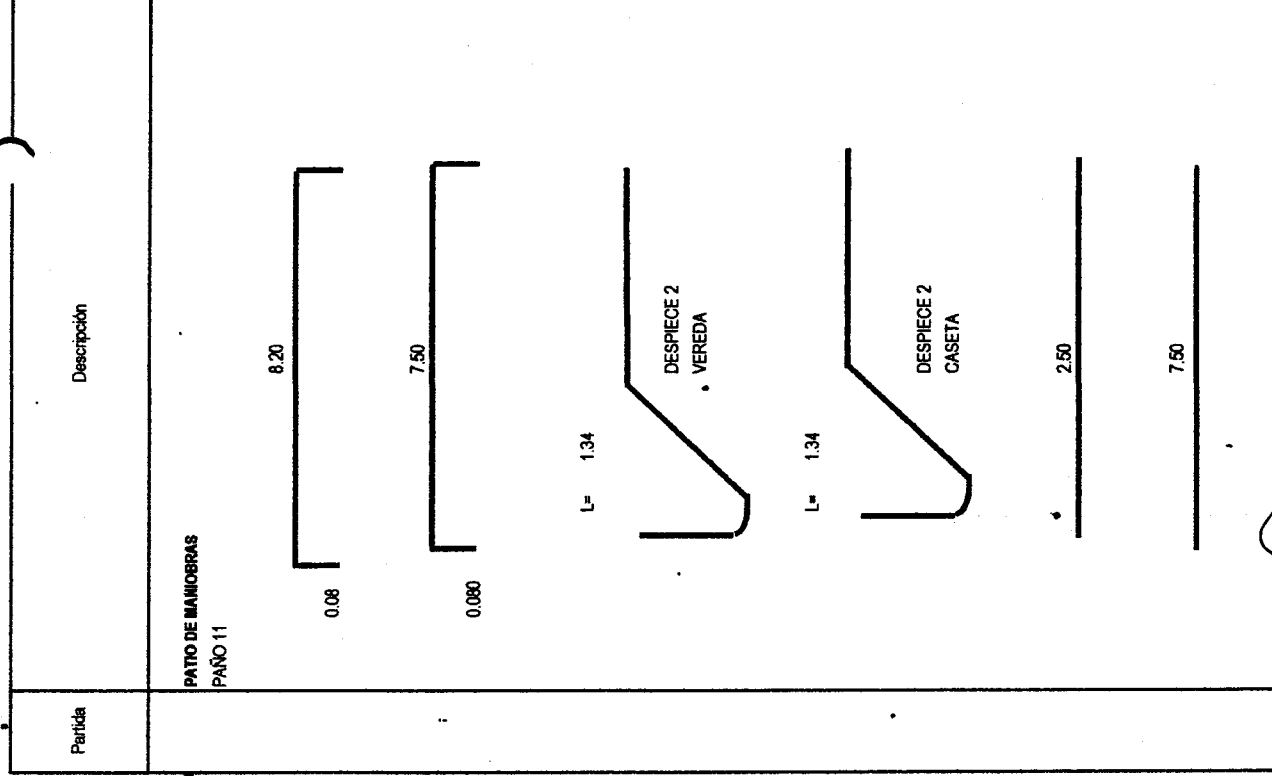 Partida
Descripción
PATIO DE MANIOBRAS
PAÑO 11
8.20
0.08
7.50
0.080
L= 1.34
DESPIECE 2
VEREDA
L= 1.34
DESPIECE 2
CASETA
2.50
7.50